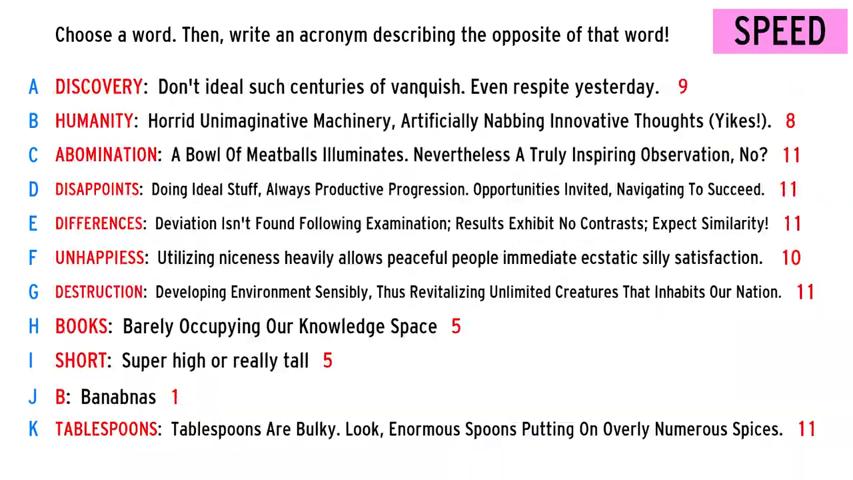 Choose a word. Then, write an acronym describing the opposite of that word!
SPEED
A DISCOVERY: Don't ideal such centuries of vanquish. Even respite yesterday. 9
B HUMANITY: Horrid Unimaginative Machinery, Artificially Nabbing Innovative Thoughts (Yikes!). 8
C ABOMINATION: A Bowl Of Meatballs Illuminates. Nevertheless A Truly Inspiring Observation, No? 11
D DISAPPOINTS: Doing Ideal Stuff, Always Productive Progression. Opportunities Invited, Navigating To Succeed. 11
E DIFFERENCES: Deviation Isn't Found Following Examination; Results Exhibit No Contrasts; Expect Similarity! 11
F UNHAPPIESS: Utilizing niceness heavily allows peaceful people immediate ecstatic silly satisfaction. 10
G DESTRUCTION: Developing Environment Sensibly, Thus Revitalizing Unlimited Creatures That Inhabits Our Nation. 11
H BOOKS: Barely Occupying Our Knowledge Space 5
I SHORT: Super high or really tall 5
J B: Banabnas 1
K TABLESPOONS: Tablespoons Are Bulky. Look, Enormous Spoons Putting On Overly Numerous Spices. 11